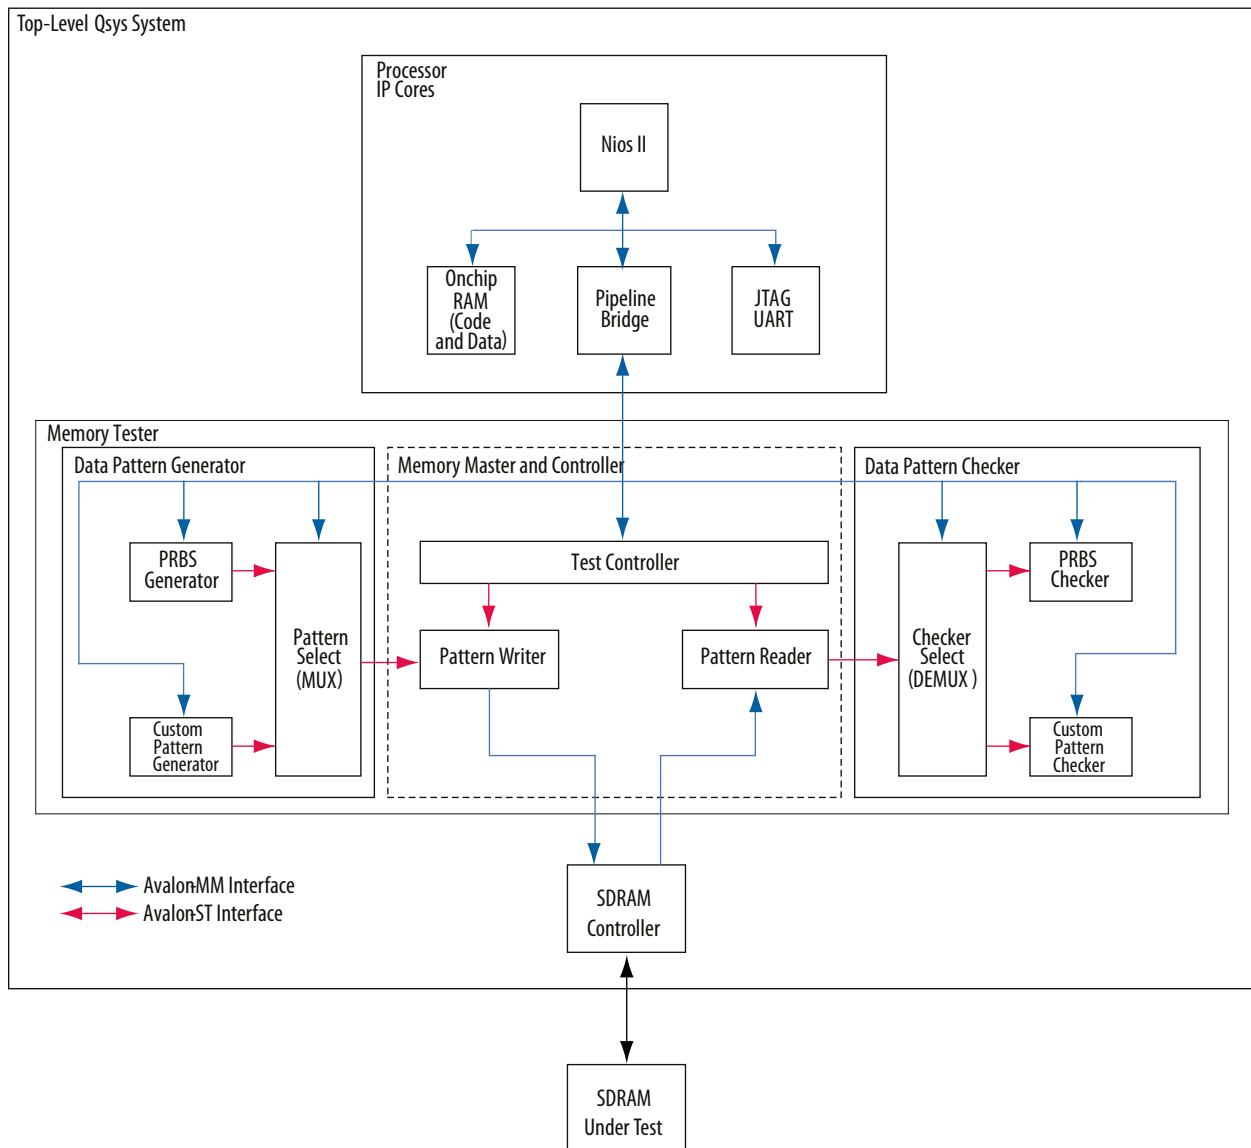 Top-Level Qsys System
Processor
IP Cores
Nios II
Onchip
RAM
(Code
and Data)
Pipeline
Bridge
JTAG
UART
Memory Tester
Data Pattern Generator
Memory Master and Controller
Data Pattern Checker
PRBS
Generator
Test Controller
PRBS
Checker
Pattern
Select
(MUX)
Pattern Writer
Pattern Reader
Checker
Select
(DEMUX )
Custom
Pattern
Generator
Custom
Pattern
Checker
Avalon-MM Interface
Avalon-ST Interface
SDRAM
Controller
SDRAM
Under Test